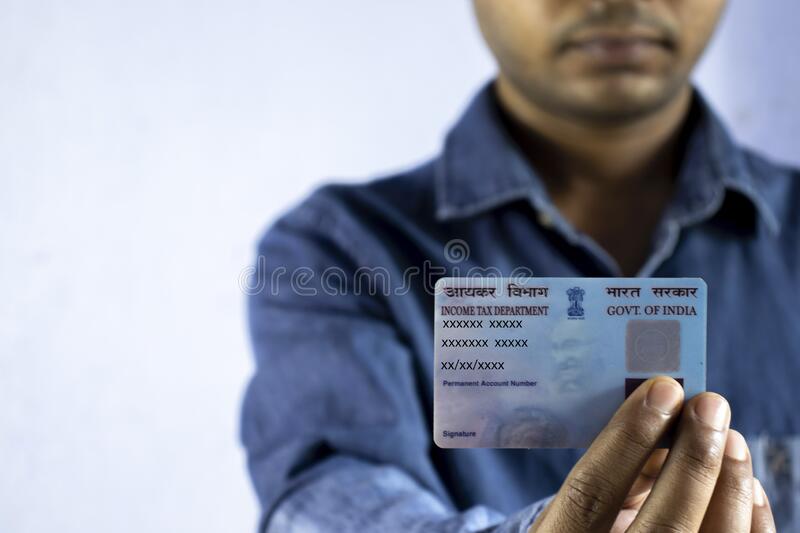 आयकर विभाग भारत सरकार
INCOME TAX DEPARTMENT GOVT. OF INDIA
xxxxxx xxxxx
xxxxxxx xxxxx
xx/xx/xxxx
Permanent Account Number
Signature
dreamstime